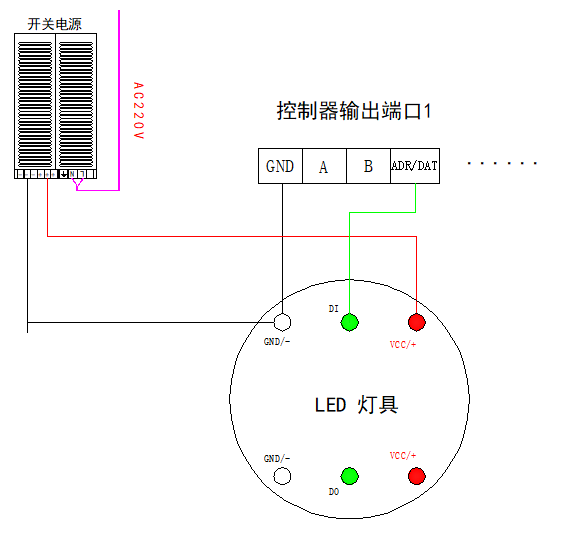 开关电源
AC220V
控制器输出端口1
GND A B ADR/DAT ......
- - - + + + N L
DI
GND/- VCC/+
LED 灯具
GND/- VCC/+
DO